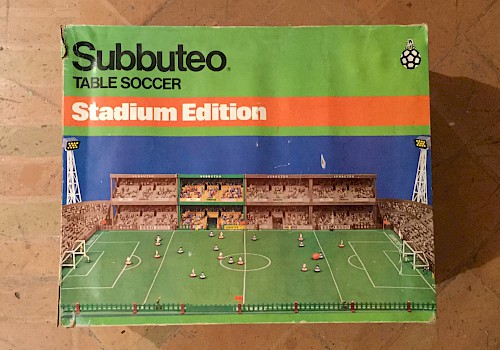 Subbuteo
TABLE SOCCER
Stadium Edition